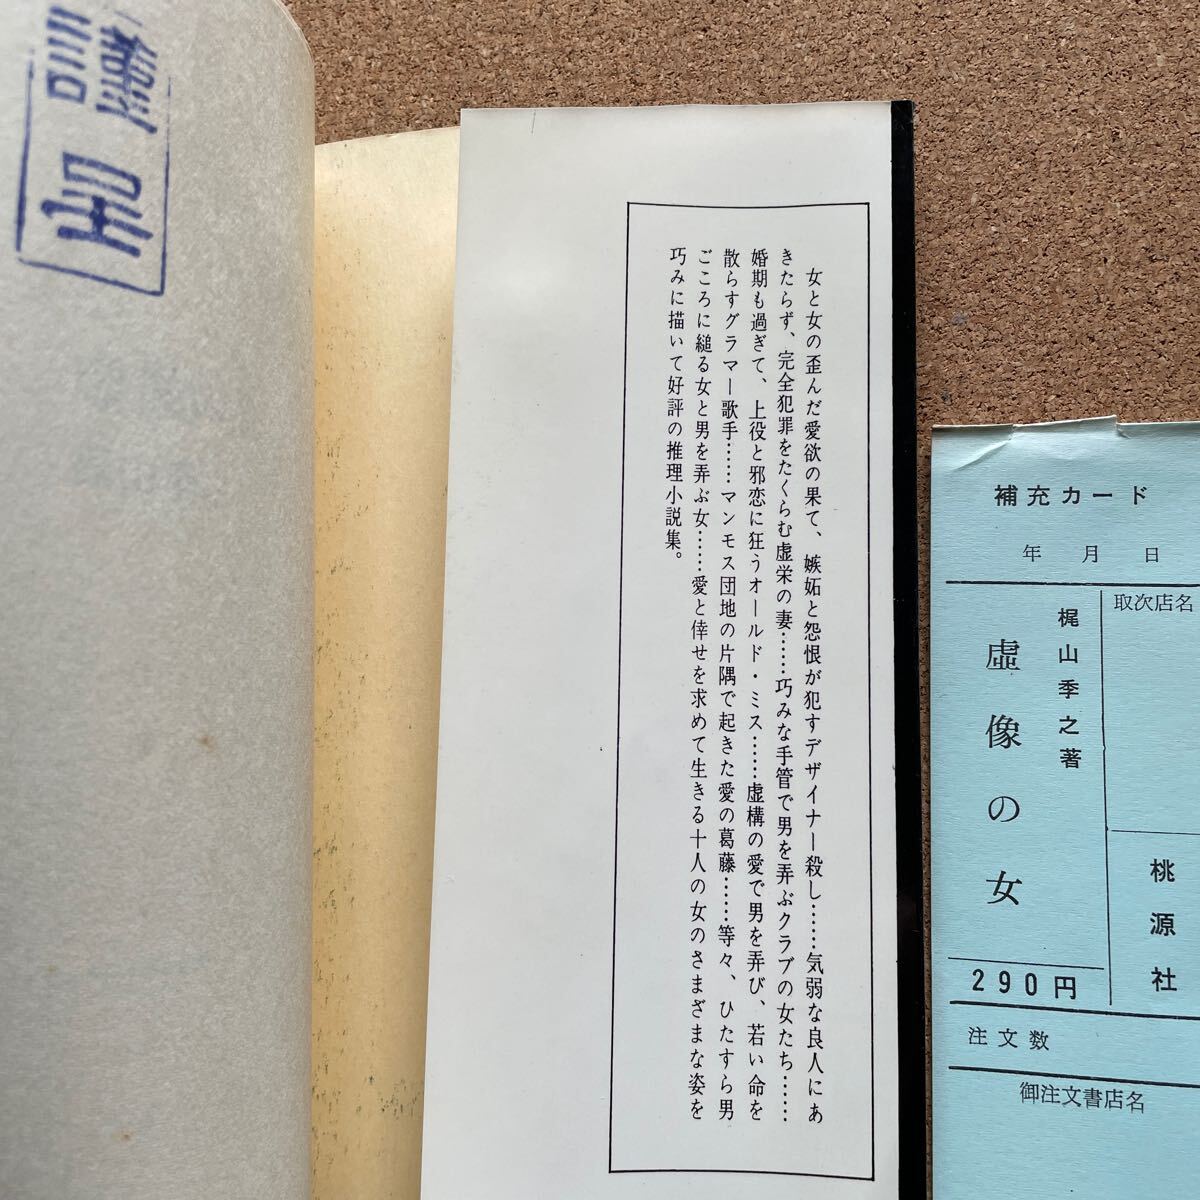 謹
呈
女と女の歪んだ愛欲の果て、嫉妬と怨恨が犯すデザイナー殺し……気弱な良人にあ
きたらず、完全犯罪をたくらむ虚栄の妻……巧みな手管で男を弄ぶクラブの女たち……
婚期も過ぎて、上役と邪恋に狂うオールド・ミス……虚構の愛で男を弄び、若い命を
散らすグラマー歌手……マンモス団地の片隅で起きた愛の葛藤……等々、ひたすら男
ごころに縋る女と男を弄ぶ女……愛と倖せを求めて生きる十人の女のさまざまな姿を
巧みに描いて好評の推理小説集。
補充カード
年 月 日
取次店名
梶山季之著
虚像の女
290円
桃源社
注文数
御注文書店名